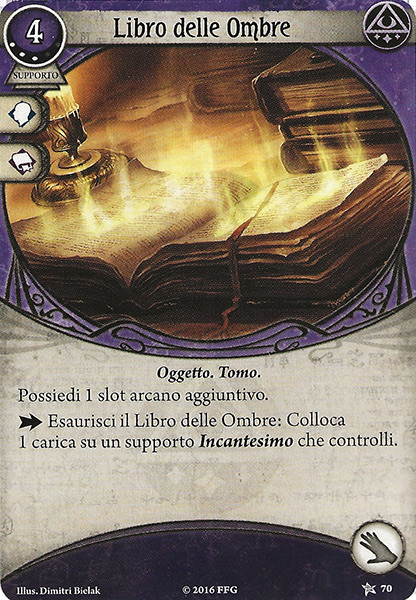 4
Libro delle Ombre
SUPPORTO
Oggetto. Tomo.
Possiedi 1 slot arcano aggiuntivo.
Esaurisci il Libro delle Ombre: Colloca
1 carica su un supporto Incantesimo che controlli.
Illus. Dimitri Bielak
© 2016 FFG
70